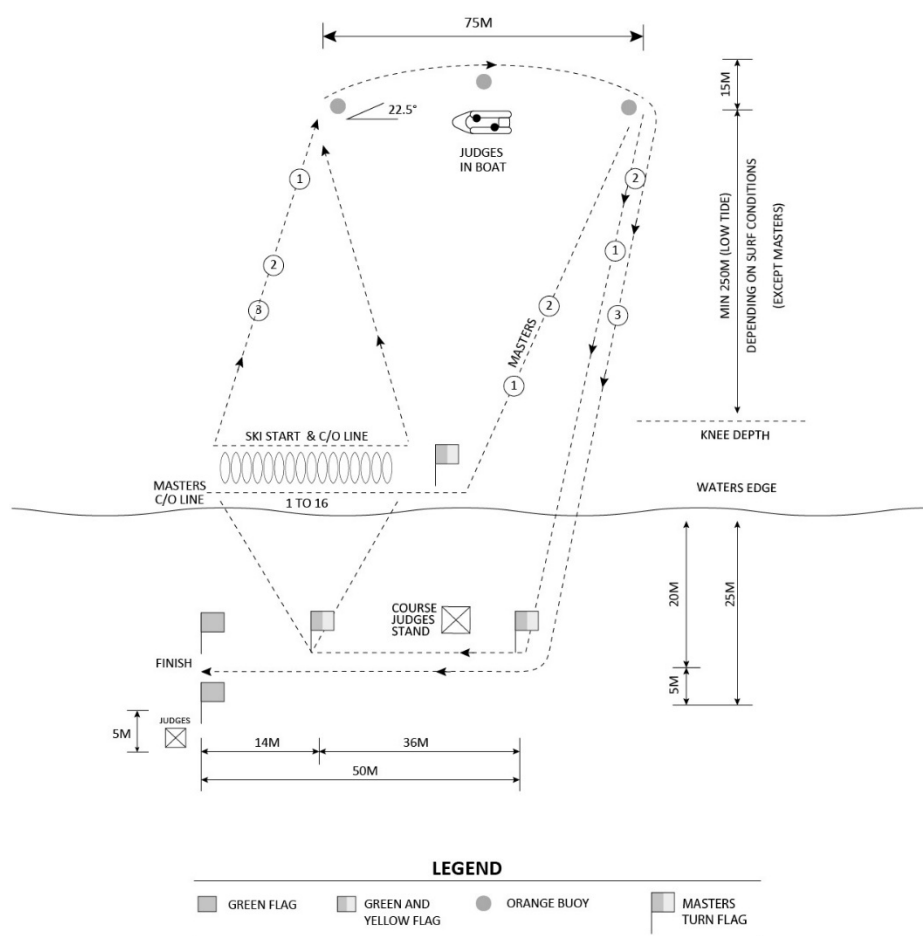 75M
15M
22.5°
JUDGES
IN BOAT
1
2
3
2
1
3
MASTERS
2
1
MIN 250M (LOW TIDE)
DEPENDING ON SURF CONDITIONS
(EXCEPT MASTERS)
SKI START & C/O LINE
KNEE DEPTH
MASTERS
C/O LINE
1 TO 16
WATERS EDGE
COURSE
JUDGES
STAND
20M
25M
FINISH
5M
JUDGES
5M
14M
36M
50M
LEGEND
GREEN FLAG
GREEN AND
YELLOW FLAG
ORANGE BUOY
MASTERS
TURN FLAG